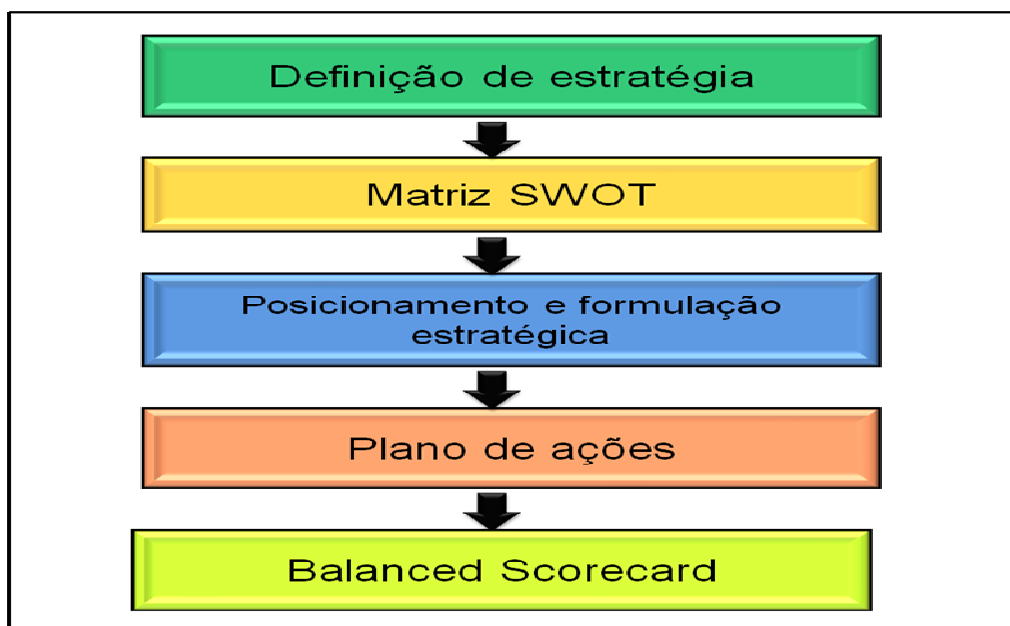 Definição de estratégia
Matriz SWOT
Posicionamento e formulação
estratégica
Plano de ações
Balanced Scorecard